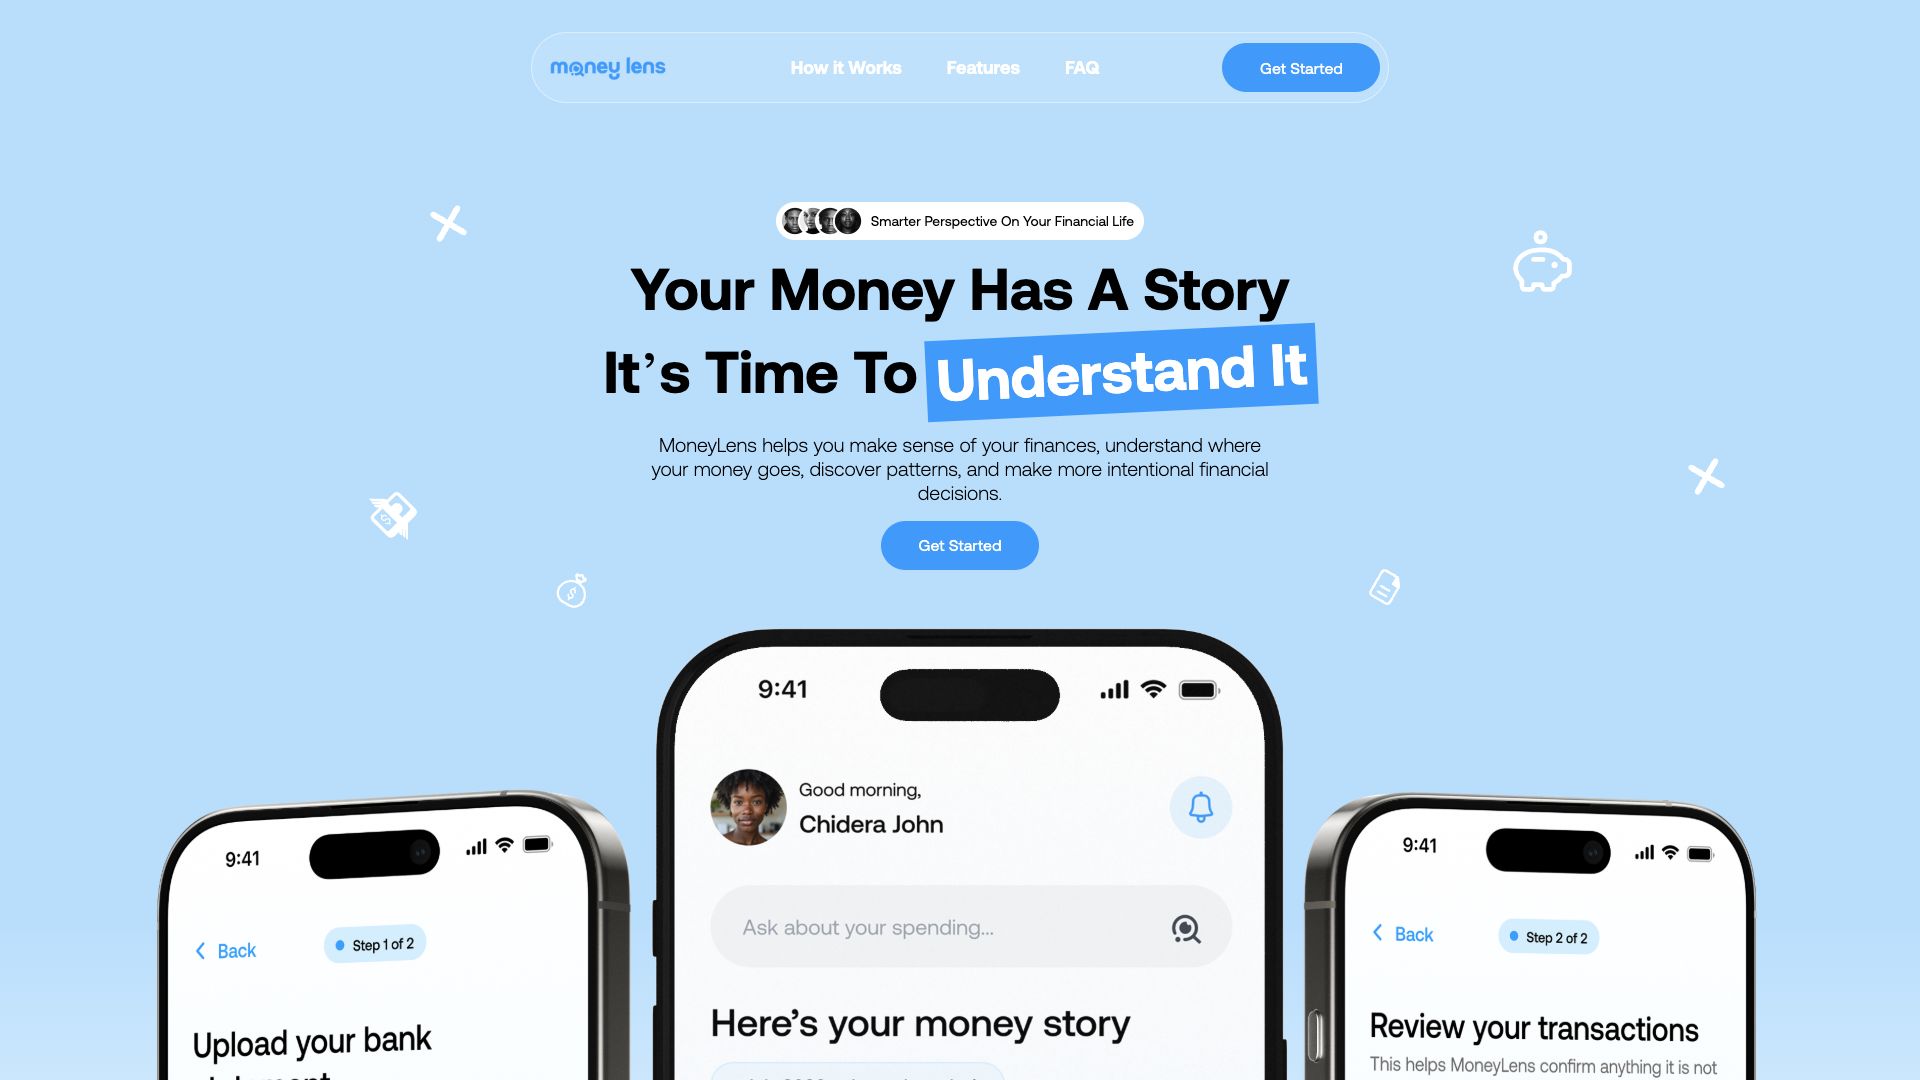 money lens
How it Works
Features
FAQ
Get Started
Smarter Perspective On Your Financial Life
Your Money Has A Story
It’s Time To Understand It
MoneyLens helps you make sense of your finances, understand where
your money goes, discover patterns, and make more intentional financial
decisions.
Get Started
9:41
Good morning,
Chidera John
Ask about your spending...
Here’s your money story
9:41
Back
Step 1 of 2
Upload your bank
9:41
Back
Step 2 of 2
Review your transactions
This helps MoneyLens confirm anything it is not